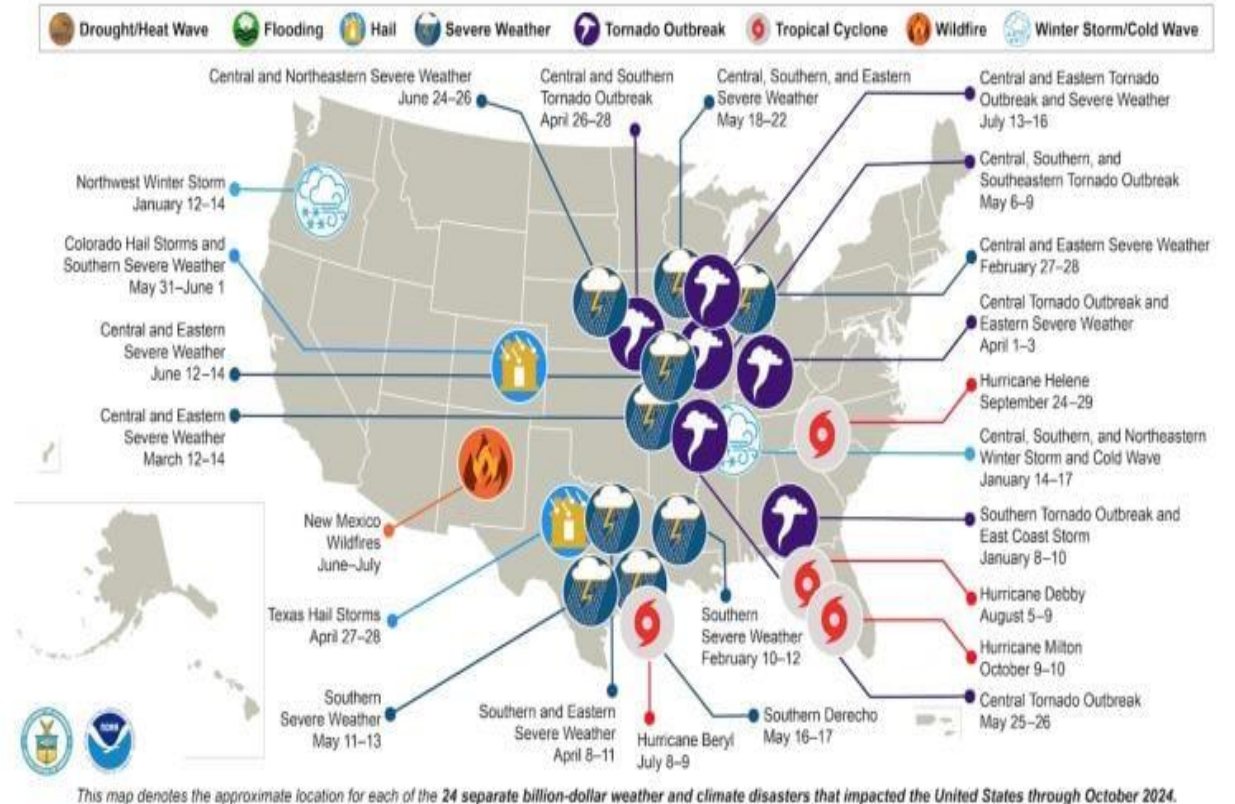 Drought/Heat Wave Flooding Hail Severe Weather Tornado Outbreak Tropical Cyclone Wildfire Winter Storm/Cold Wave
Central and Northeastern Severe Weather
June 24–26
Central and Southern
Tornado Outbreak
April 26–28
Central, Southern, and Eastern
Severe Weather
May 18–22
Central and Eastern Tornado
Outbreak and Severe Weather
July 13–16
Northwest Winter Storm
January 12–14
Colorado Hail Storms and
Southern Severe Weather
May 31–June 1
Central and Eastern
Severe Weather
June 12–14
Central and Eastern
Severe Weather
March 12–14
New Mexico
Wildfires
June–July
Texas Hail Storms
April 27–28
Southern
Severe Weather
May 11–13
Southern and Eastern
Severe Weather
April 8–11
Hurricane Beryl
July 8–9
Southern
Severe Weather
February 10–12
Southern Derecho
May 16–17
Central, Southern, and
Southeastern Tornado Outbreak
May 6–9
Central and Eastern Severe Weather
February 27–28
Central Tornado Outbreak and
Eastern Severe Weather
April 1–3
Hurricane Helene
September 24–29
Central, Southern, and Northeastern
Winter Storm and Cold Wave
January 14–17
Southern Tornado Outbreak and
East Coast Storm
January 8–10
Hurricane Debby
August 5–9
Hurricane Milton
October 9–10
Central Tornado Outbreak
May 25–26
This map denotes the approximate location for each of the 24 separate billion-dollar weather and climate disasters that impacted the United States through October 2024.